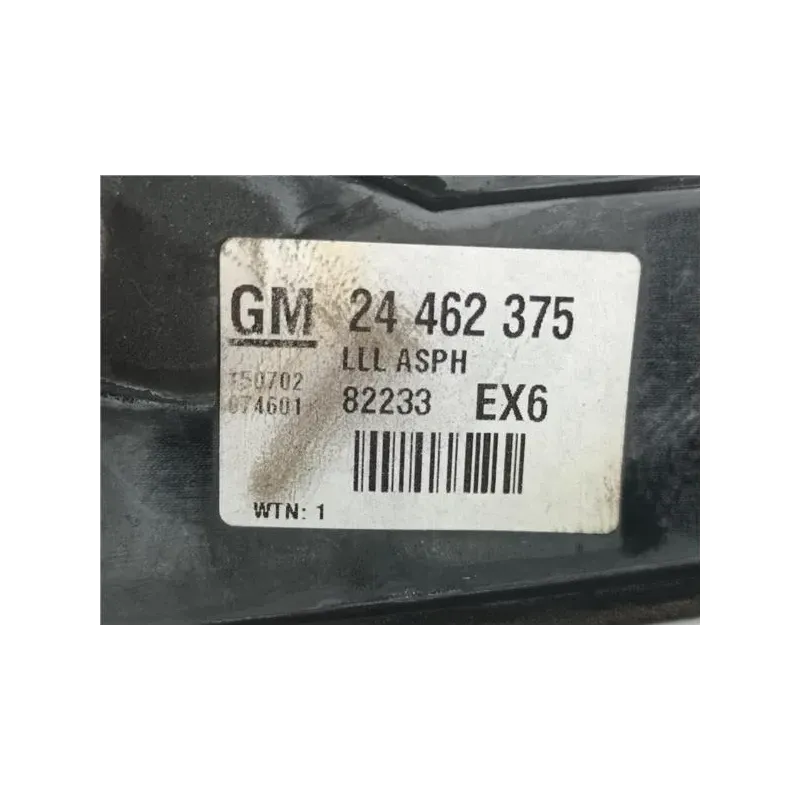 GM 24 462 375
LLL ASPH
150702
074601
82233 EX6
WTN: 1